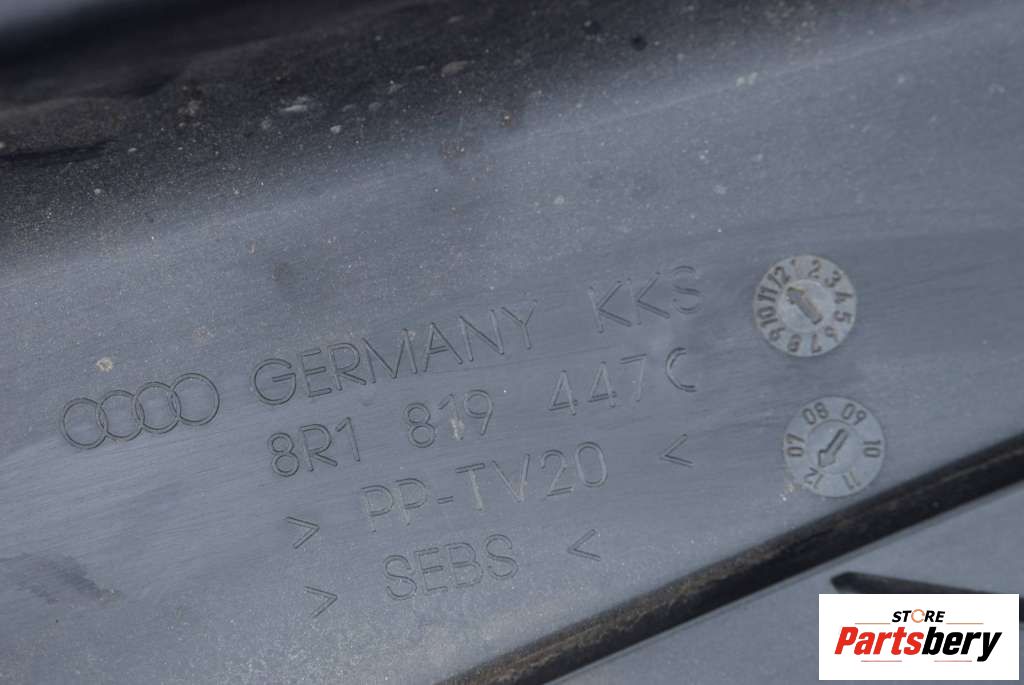 GERMANY KKS
8R1 819 447C
> PP-TV20 <
> SEBS <
1 2 3 4 5 6 7 8 9 10 11 12
07 08 09 10 11 12
STORE
Partsbery